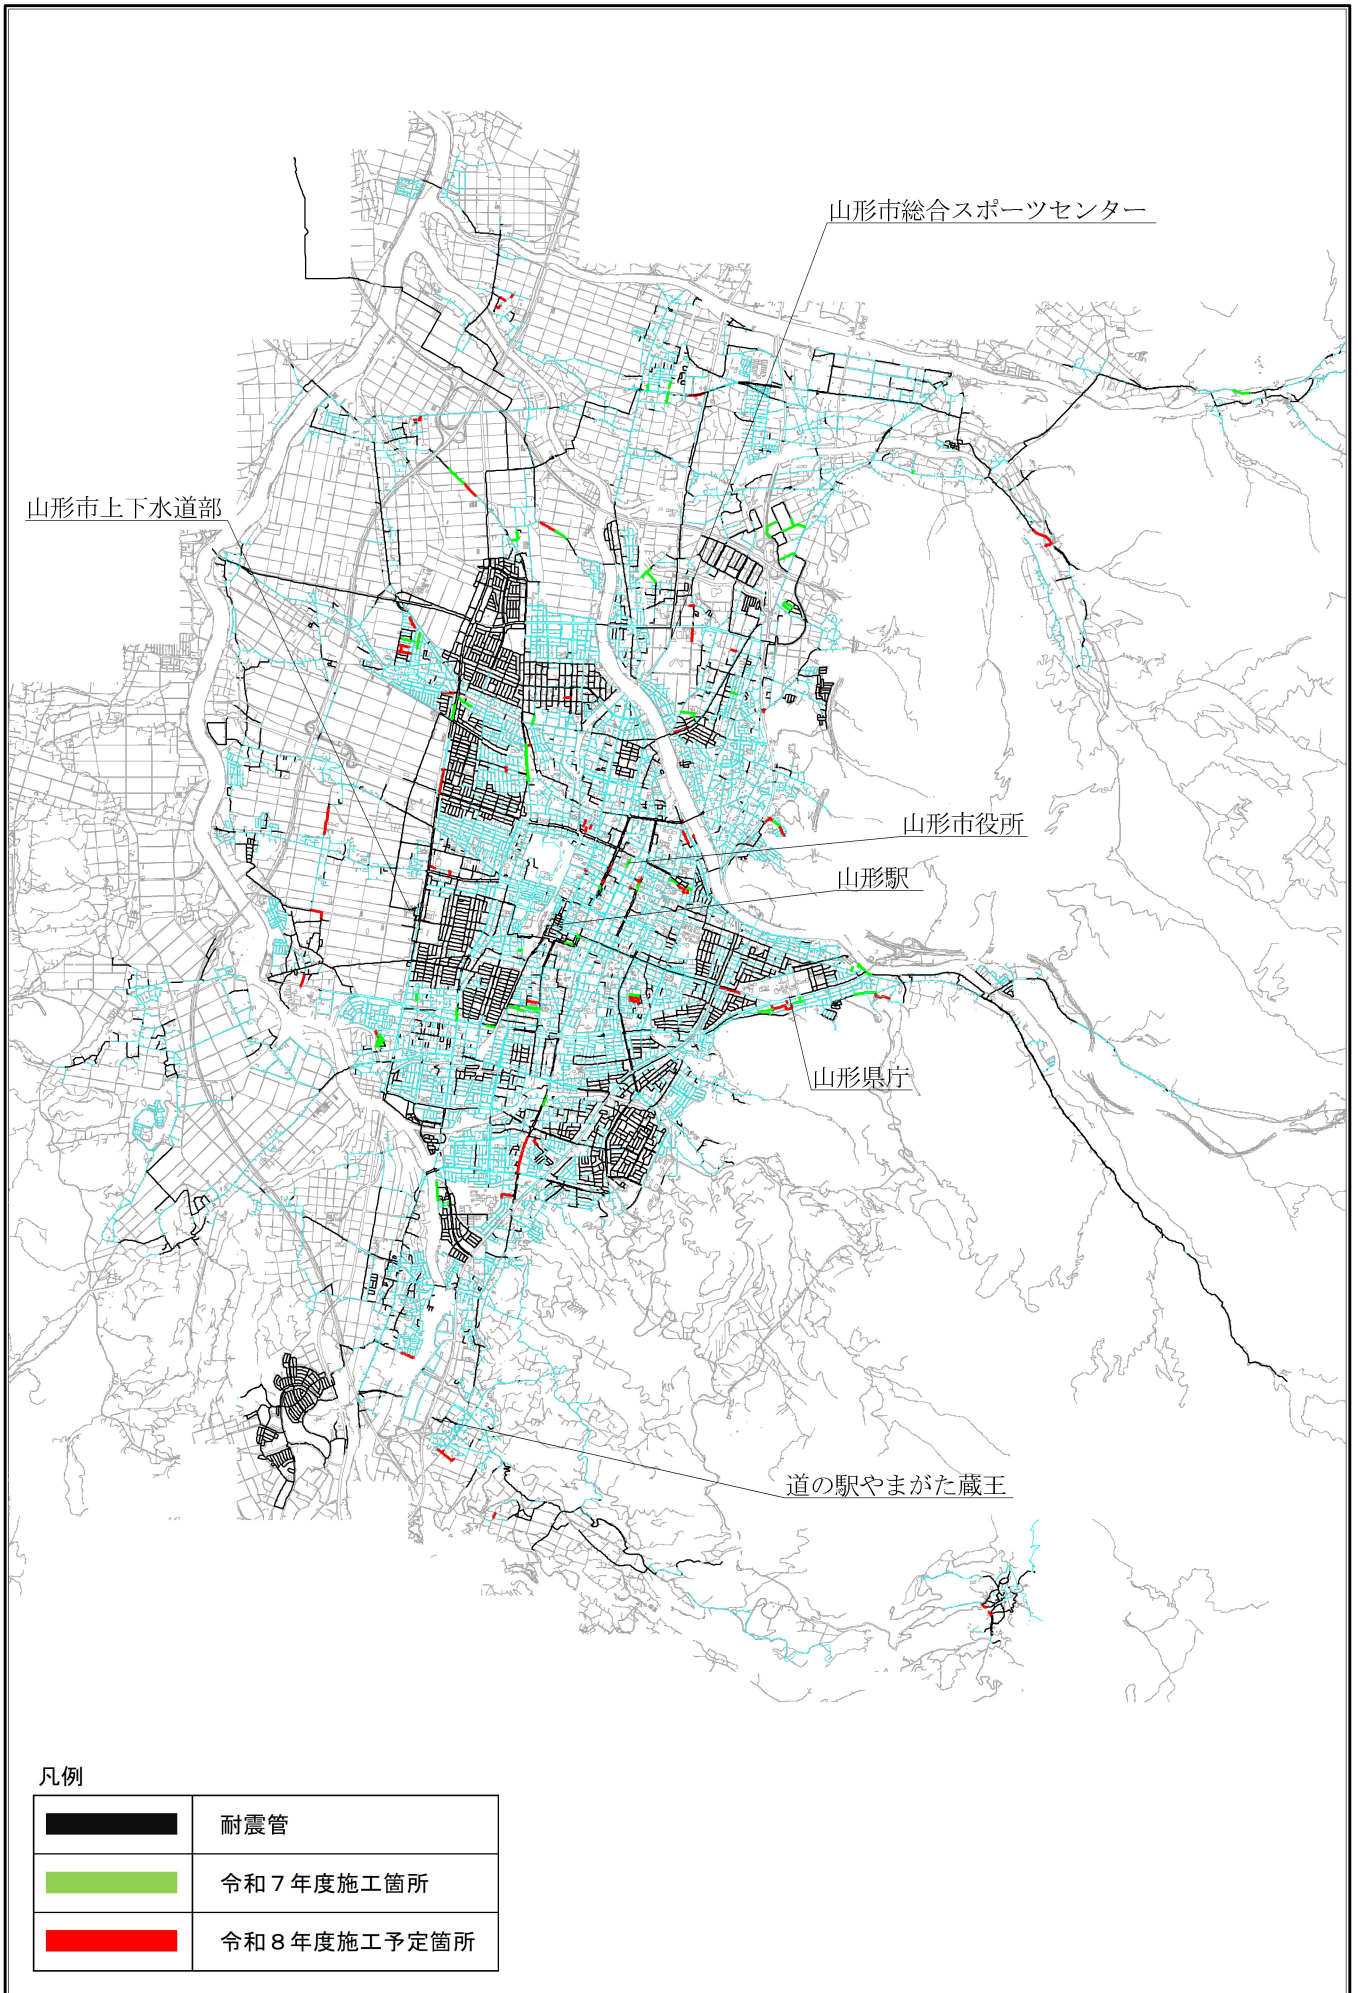 山形市総合スポーツセンター
山形市上下水道部
山形市役所
山形駅
山形県庁
道の駅やまがた蔵王
凡例
耐震管
令和７年度施工箇所
令和８年度施工予定箇所